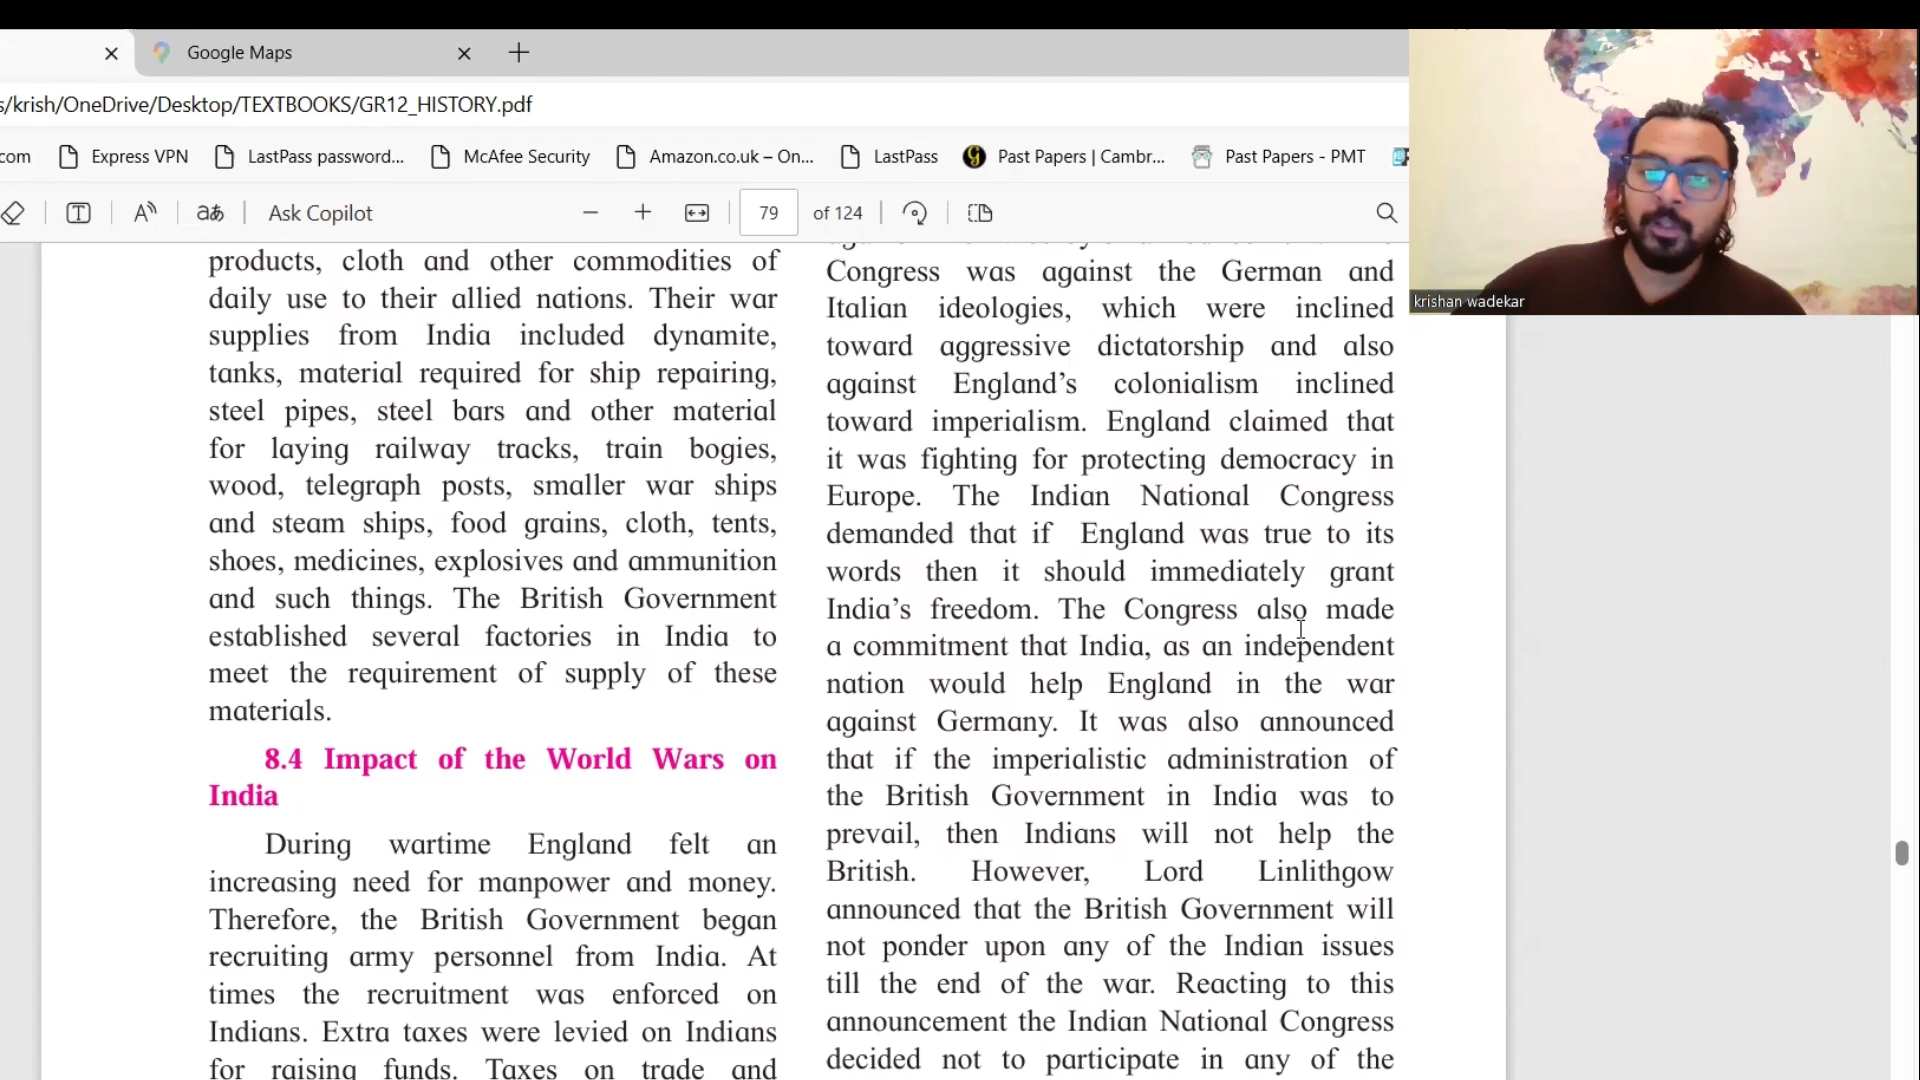 Google Maps
s/krish/OneDrive/Desktop/TEXTBOOKS/GR12_HISTORY.pdf
com
Express VPN
LastPass password...
McAfee Security
Amazon.co.uk – On...
LastPass
Past Papers | Cambr...
Past Papers - PMT
Ask Copilot
79 of 124
krishan wadekar
products, cloth and other commodities of
daily use to their allied nations. Their war
supplies from India included dynamite,
tanks, material required for ship repairing,
steel pipes, steel bars and other material
for laying railway tracks, train bogies,
wood, telegraph posts, smaller war ships
and steam ships, food grains, cloth, tents,
shoes, medicines, explosives and ammunition
and such things. The British Government
established several factories in India to
meet the requirement of supply of these
materials.
8.4 Impact of the World Wars on
India
During wartime England felt an
increasing need for manpower and money.
Therefore, the British Government began
recruiting army personnel from India. At
times the recruitment was enforced on
Indians. Extra taxes were levied on Indians
for raising funds. Taxes on trade and
Congress was against the German and
Italian ideologies, which were inclined
toward aggressive dictatorship and also
against England's colonialism inclined
toward imperialism. England claimed that
it was fighting for protecting democracy in
Europe. The Indian National Congress
demanded that if England was true to its
words then it should immediately grant
India's freedom. The Congress also made
a commitment that India, as an independent
nation would help England in the war
against Germany. It was also announced
that if the imperialistic administration of
the British Government in India was to
prevail, then Indians will not help the
British. However, Lord Linlithgow
announced that the British Government will
not ponder upon any of the Indian issues
till the end of the war. Reacting to this
announcement the Indian National Congress
decided not to participate in any of the